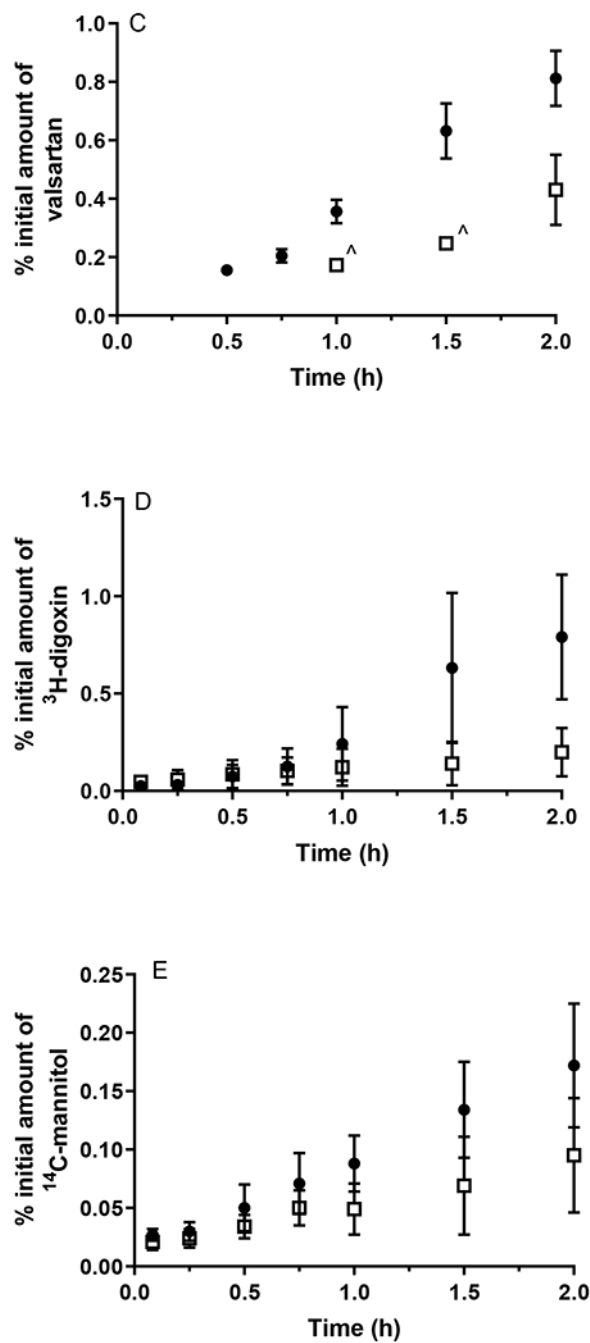 C
% initial amount of
valsartan
1.0
0.8
0.6
0.4
0.2
0.0
^
^
0.0 0.5 1.0 1.5 2.0
Time (h)
D
% initial amount of
³H-digoxin
1.5
1.0
0.5
0.0
0.0 0.5 1.0 1.5 2.0
Time (h)
E
% initial amount of
¹⁴C-mannitol
0.25
0.20
0.15
0.10
0.05
0.00
0.0 0.5 1.0 1.5 2.0
Time (h)